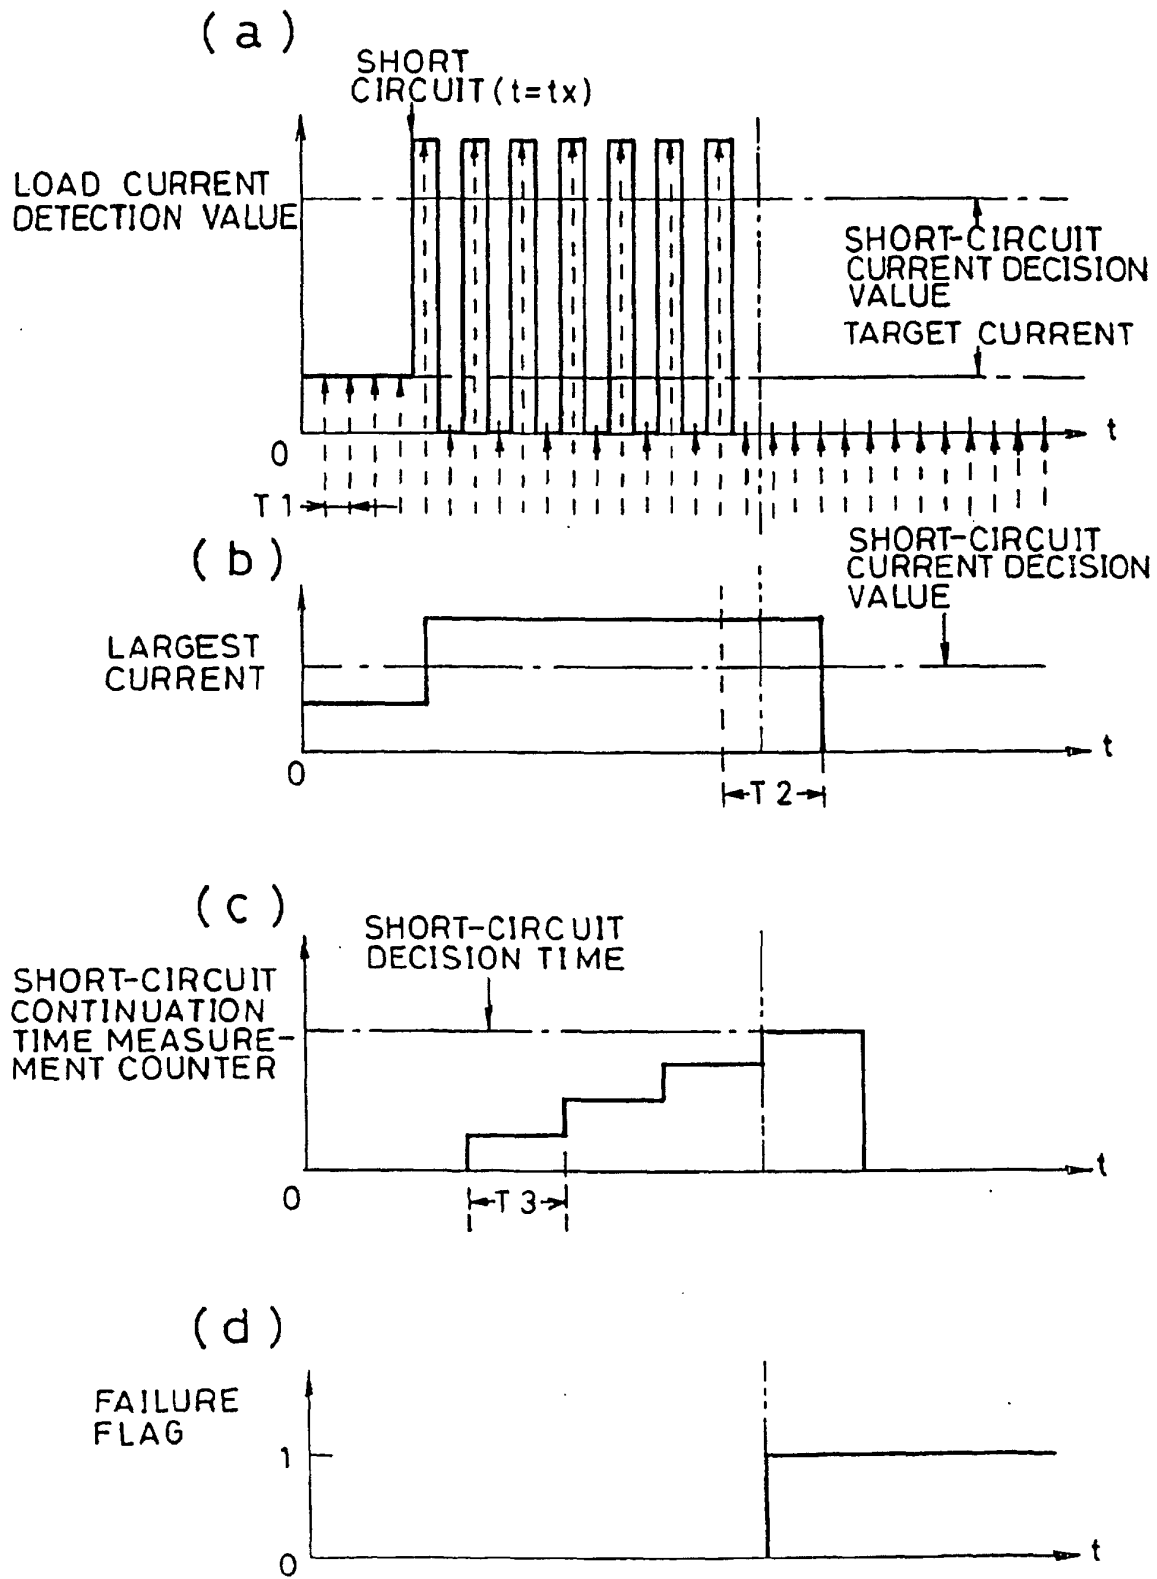 (a)
SHORT
CIRCUIT (t=tx)
LOAD CURRENT
DETECTION VALUE
SHORT-CIRCUIT
CURRENT DECISION
VALUE
TARGET CURRENT
0
t
T1
(b)
SHORT-CIRCUIT
CURRENT DECISION
VALUE
LARGEST
CURRENT
0
t
T2
(c)
SHORT-CIRCUIT
DECISION TIME
SHORT-CIRCUIT
CONTINUATION
TIME MEASURE-
MENT COUNTER
0
t
T3
(d)
FAILURE
FLAG
1
0
t